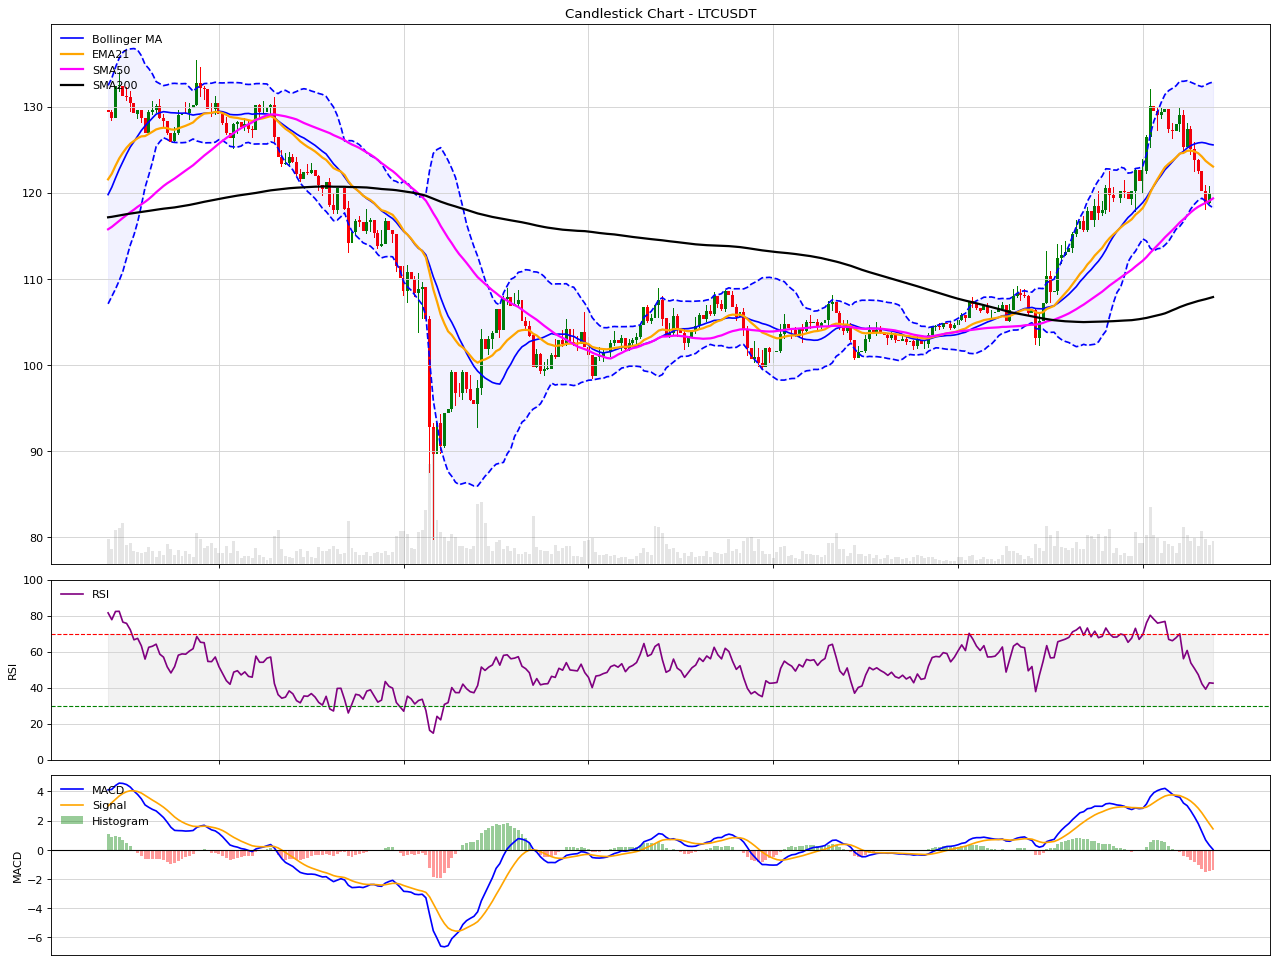 Candlestick Chart - LTCUSDT
Bollinger MA
EMA21
SMA50
SMA200
130
120
110
100
90
80
RSI
100
80
60
40
20
0
RSI
MACD
Signal
Histogram
4
2
0
−2
−4
−6
MACD